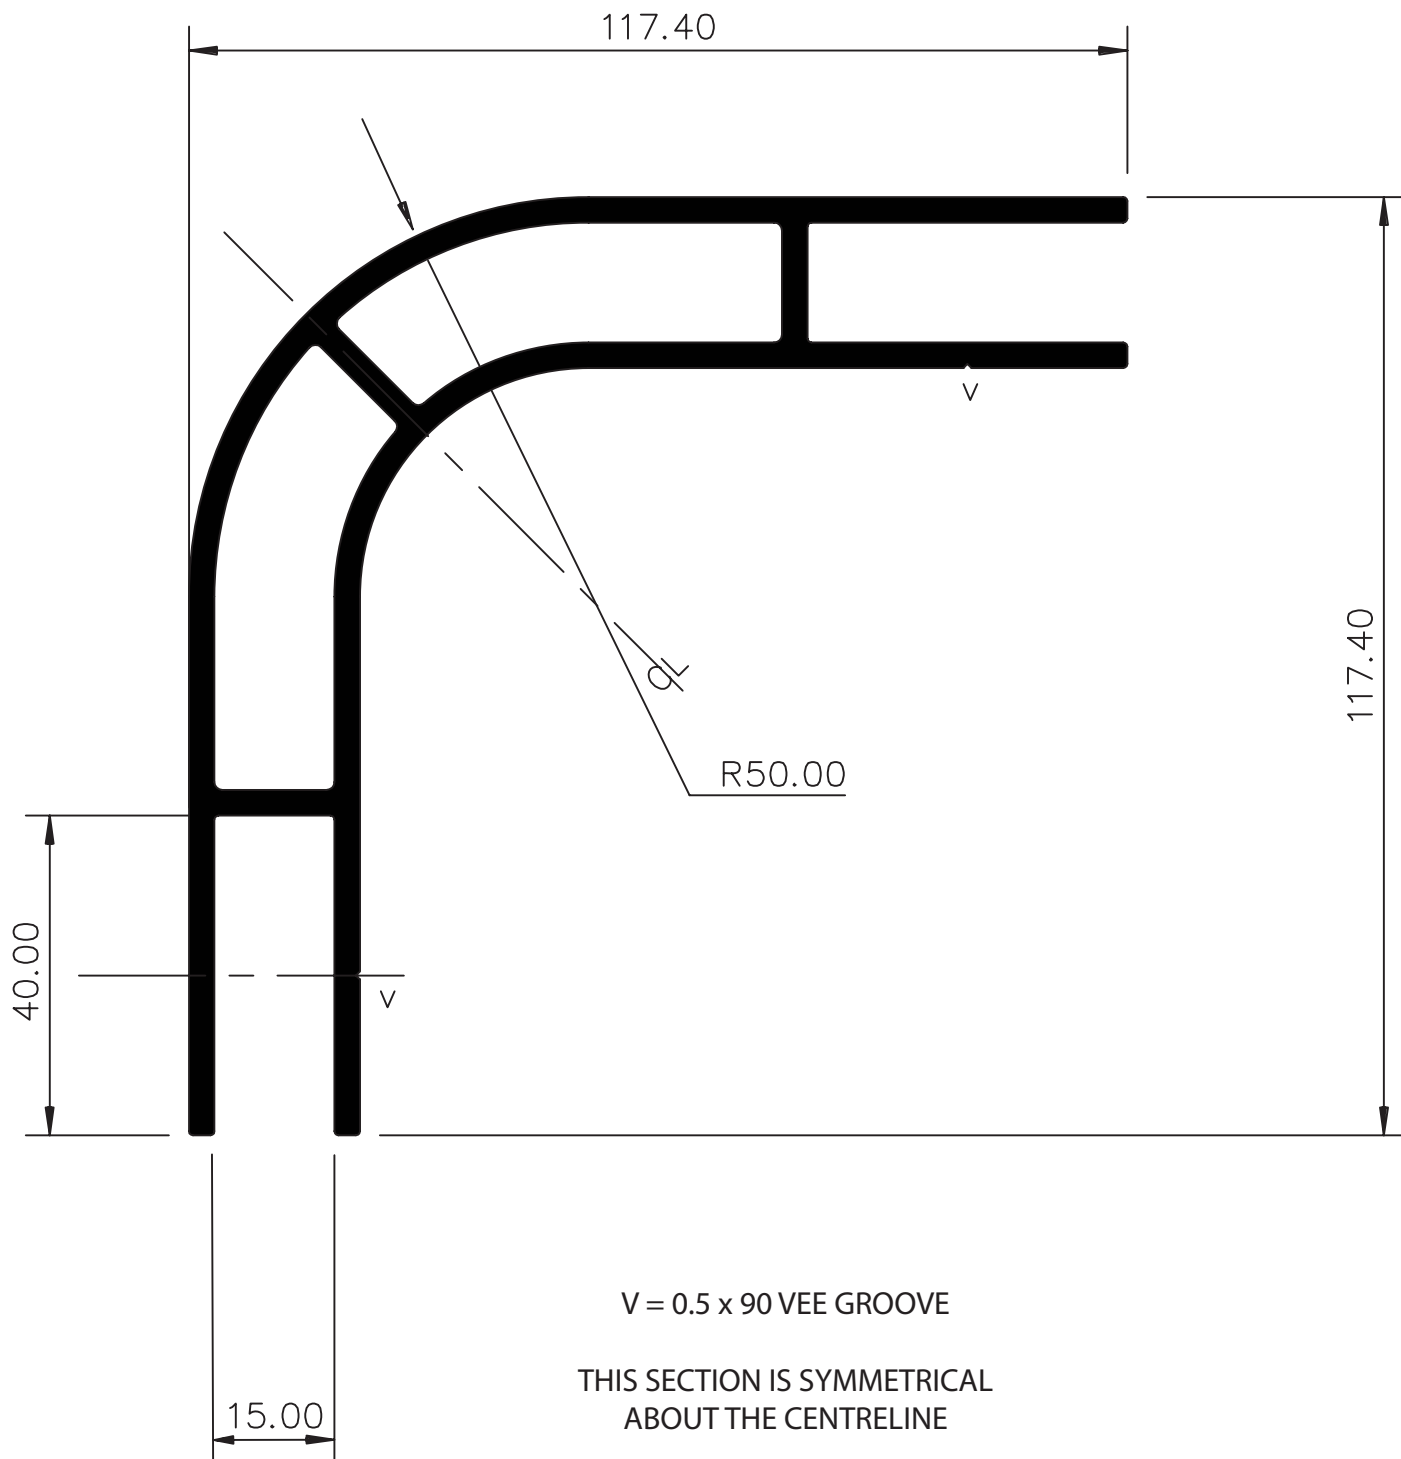 117.40
117.40
R50.00
40.00
V
V
℄
15.00
V = 0.5 x 90 VEE GROOVE
THIS SECTION IS SYMMETRICAL
ABOUT THE CENTRELINE